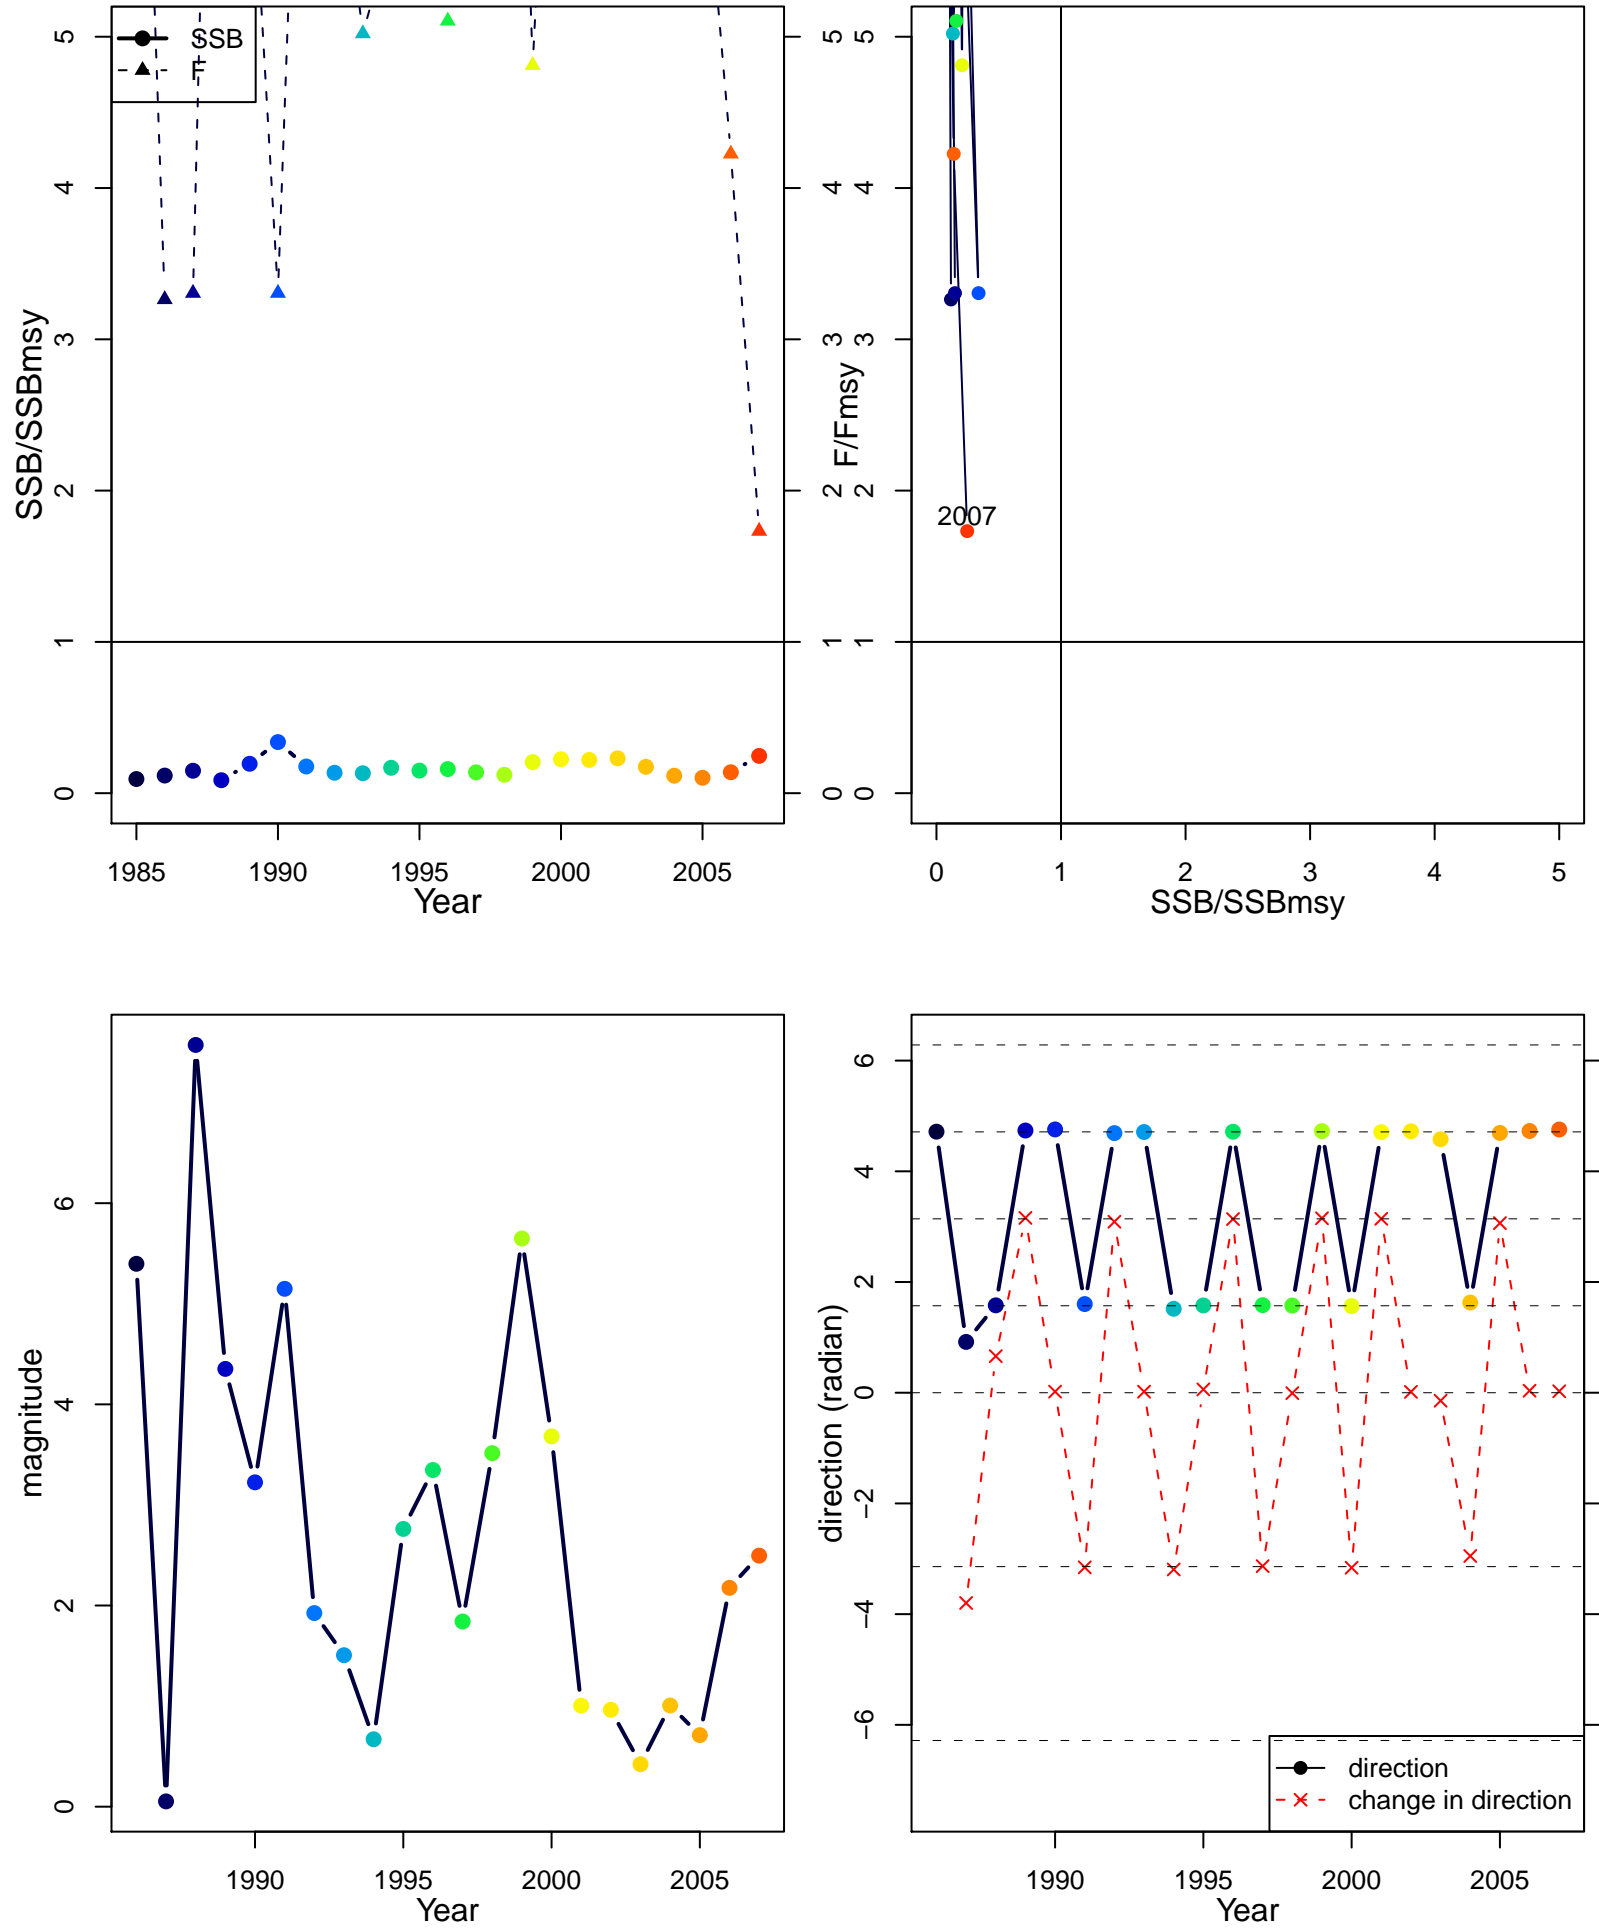 SSB
F
SSB/SSBmsy
0 1 2 3 4 5
0 1 2 3 4 5
1985 1990 1995 2000 2005
Year
F/Fmsy
0 1 2 3 4 5
2007
0 1 2 3 4 5
SSB/SSBmsy
magnitude
0 2 4 6
1990 1995 2000 2005
Year
direction (radian)
−6 −4 −2 0 2 4 6
direction
change in direction
1990 1995 2000 2005
Year